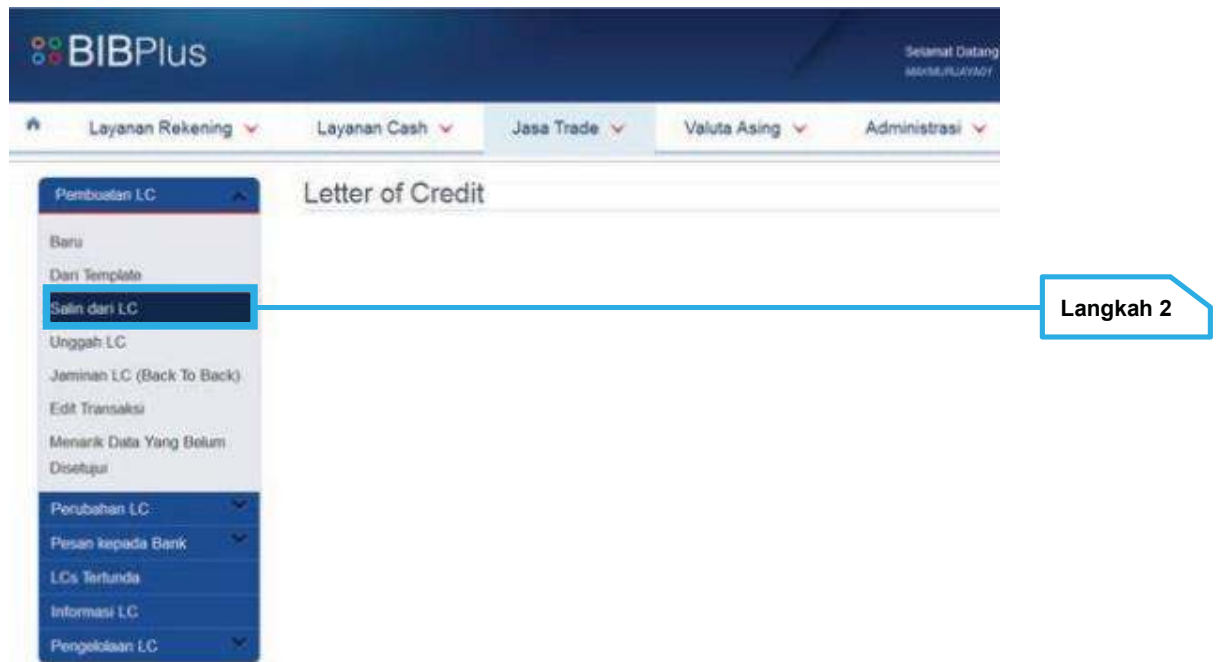 BIBPlus
Selamat Datang
Layanan Rekening
Layanan Cash
Jasa Trade
Valuta Asing
Administrasi
Pembuatan LC
Letter of Credit
Baru
Dari Template
Salin dari LC
Langkah 2
Unggah LC
Jaminan LC (Back To Back)
Edit Transaksi
Menarik Data Yang Belum
Disetujui
Perubahan LC
Pesan kepada Bank
LCs Tertunda
Informasi LC
Pengelolaan LC